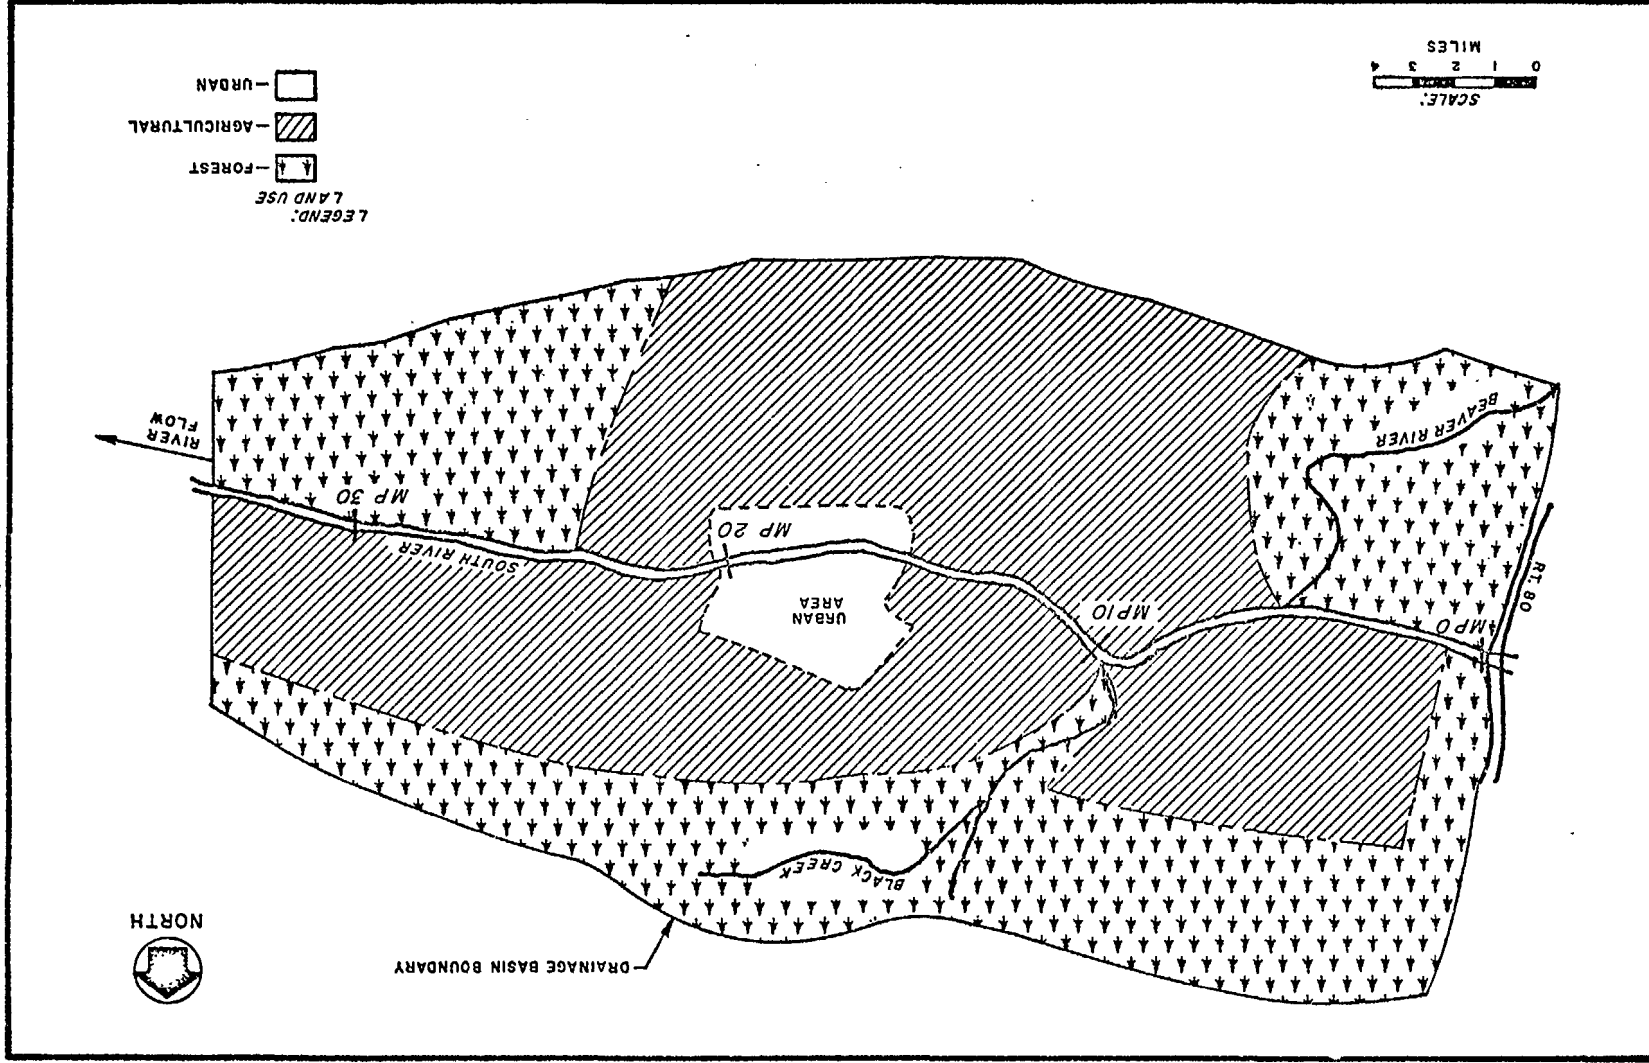 NORTH
DRAINAGE BASIN BOUNDARY
BLACK CREEK
RT. 80
MP 0
MP 10
URBAN
AREA
MP 20
SOUTH RIVER
MP 30
RIVER
FLOW
BEAVER RIVER
LEGEND:
LAND USE
FOREST
AGRICULTURAL
URBAN
SCALE:
0 1 2 3 4
MILES